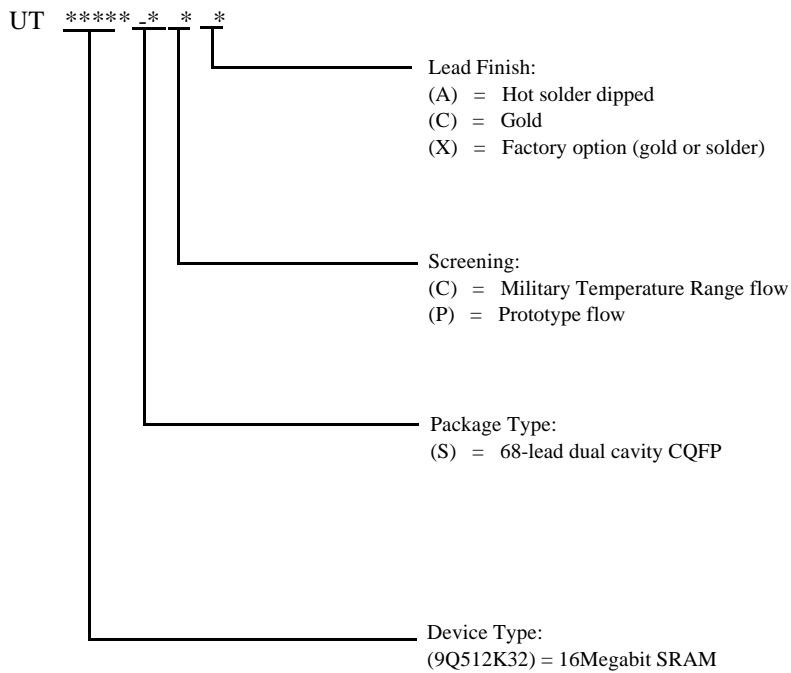 UT ***** -* * *
Lead Finish:
(A) = Hot solder dipped
(C) = Gold
(X) = Factory option (gold or solder)
Screening:
(C) = Military Temperature Range flow
(P) = Prototype flow
Package Type:
(S) = 68-lead dual cavity CQFP
Device Type:
(9Q512K32) = 16Megabit SRAM